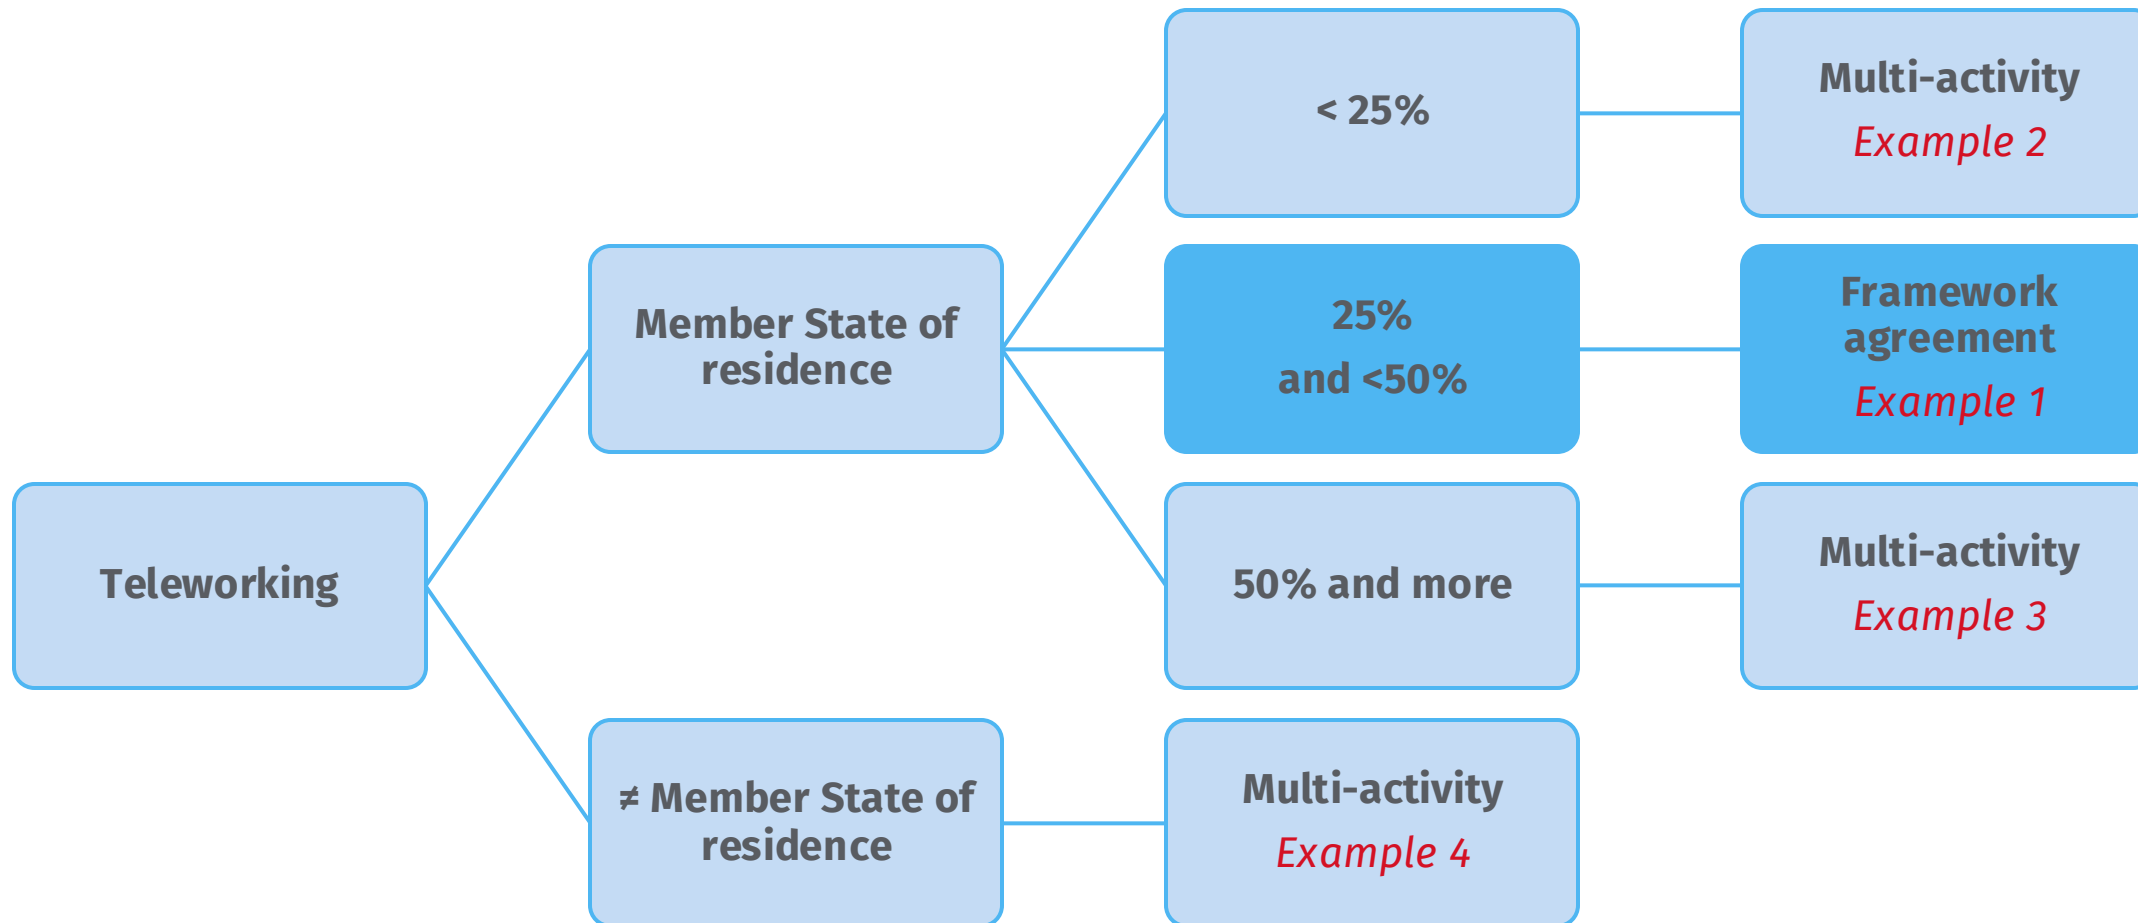 < 25%
Multi-activity
Example 2
Member State of
residence
25%
and <50%
Framework
agreement
Example 1
Teleworking
50% and more
Multi-activity
Example 3
≠ Member State of
residence
Multi-activity
Example 4